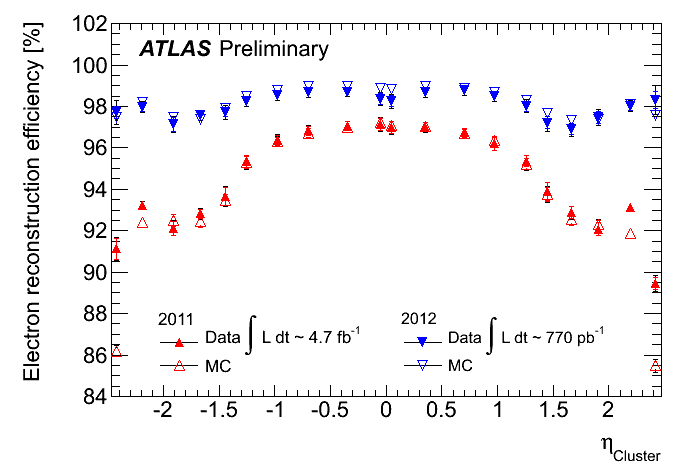 ATLAS Preliminary
Electron reconstruction efficiency [%]
102
100
98
96
94
92
90
88
86
84
2011
Data ∫ L dt ~ 4.7 fb⁻¹
MC
2012
Data ∫ L dt ~ 770 pb⁻¹
MC
-2 -1.5 -1 -0.5 0 0.5 1 1.5 2
η_Cluster